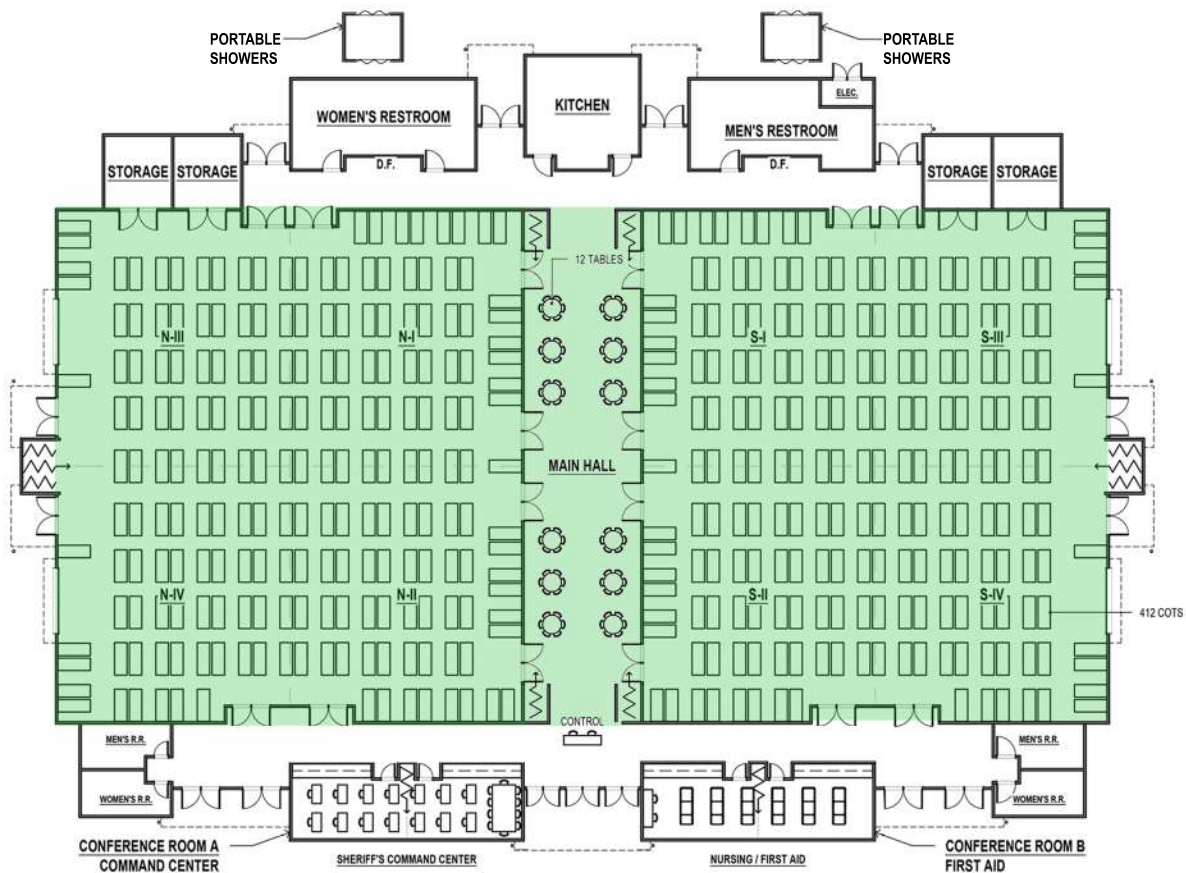 PORTABLE
SHOWERS
PORTABLE
SHOWERS
ELEC.
KITCHEN
WOMEN'S RESTROOM
MEN'S RESTROOM
D.F.
D.F.
STORAGE
STORAGE
STORAGE
STORAGE
12 TABLES
N-III
N-I
S-I
S-III
MAIN HALL
N-IV
N-II
S-II
S-IV
412 COTS
CONTROL
MEN'S R.R.
MEN'S R.R.
WOMEN'S R.R.
WOMEN'S R.R.
CONFERENCE ROOM A
COMMAND CENTER
SHERIFF'S COMMAND CENTER
NURSING / FIRST AID
CONFERENCE ROOM B
FIRST AID